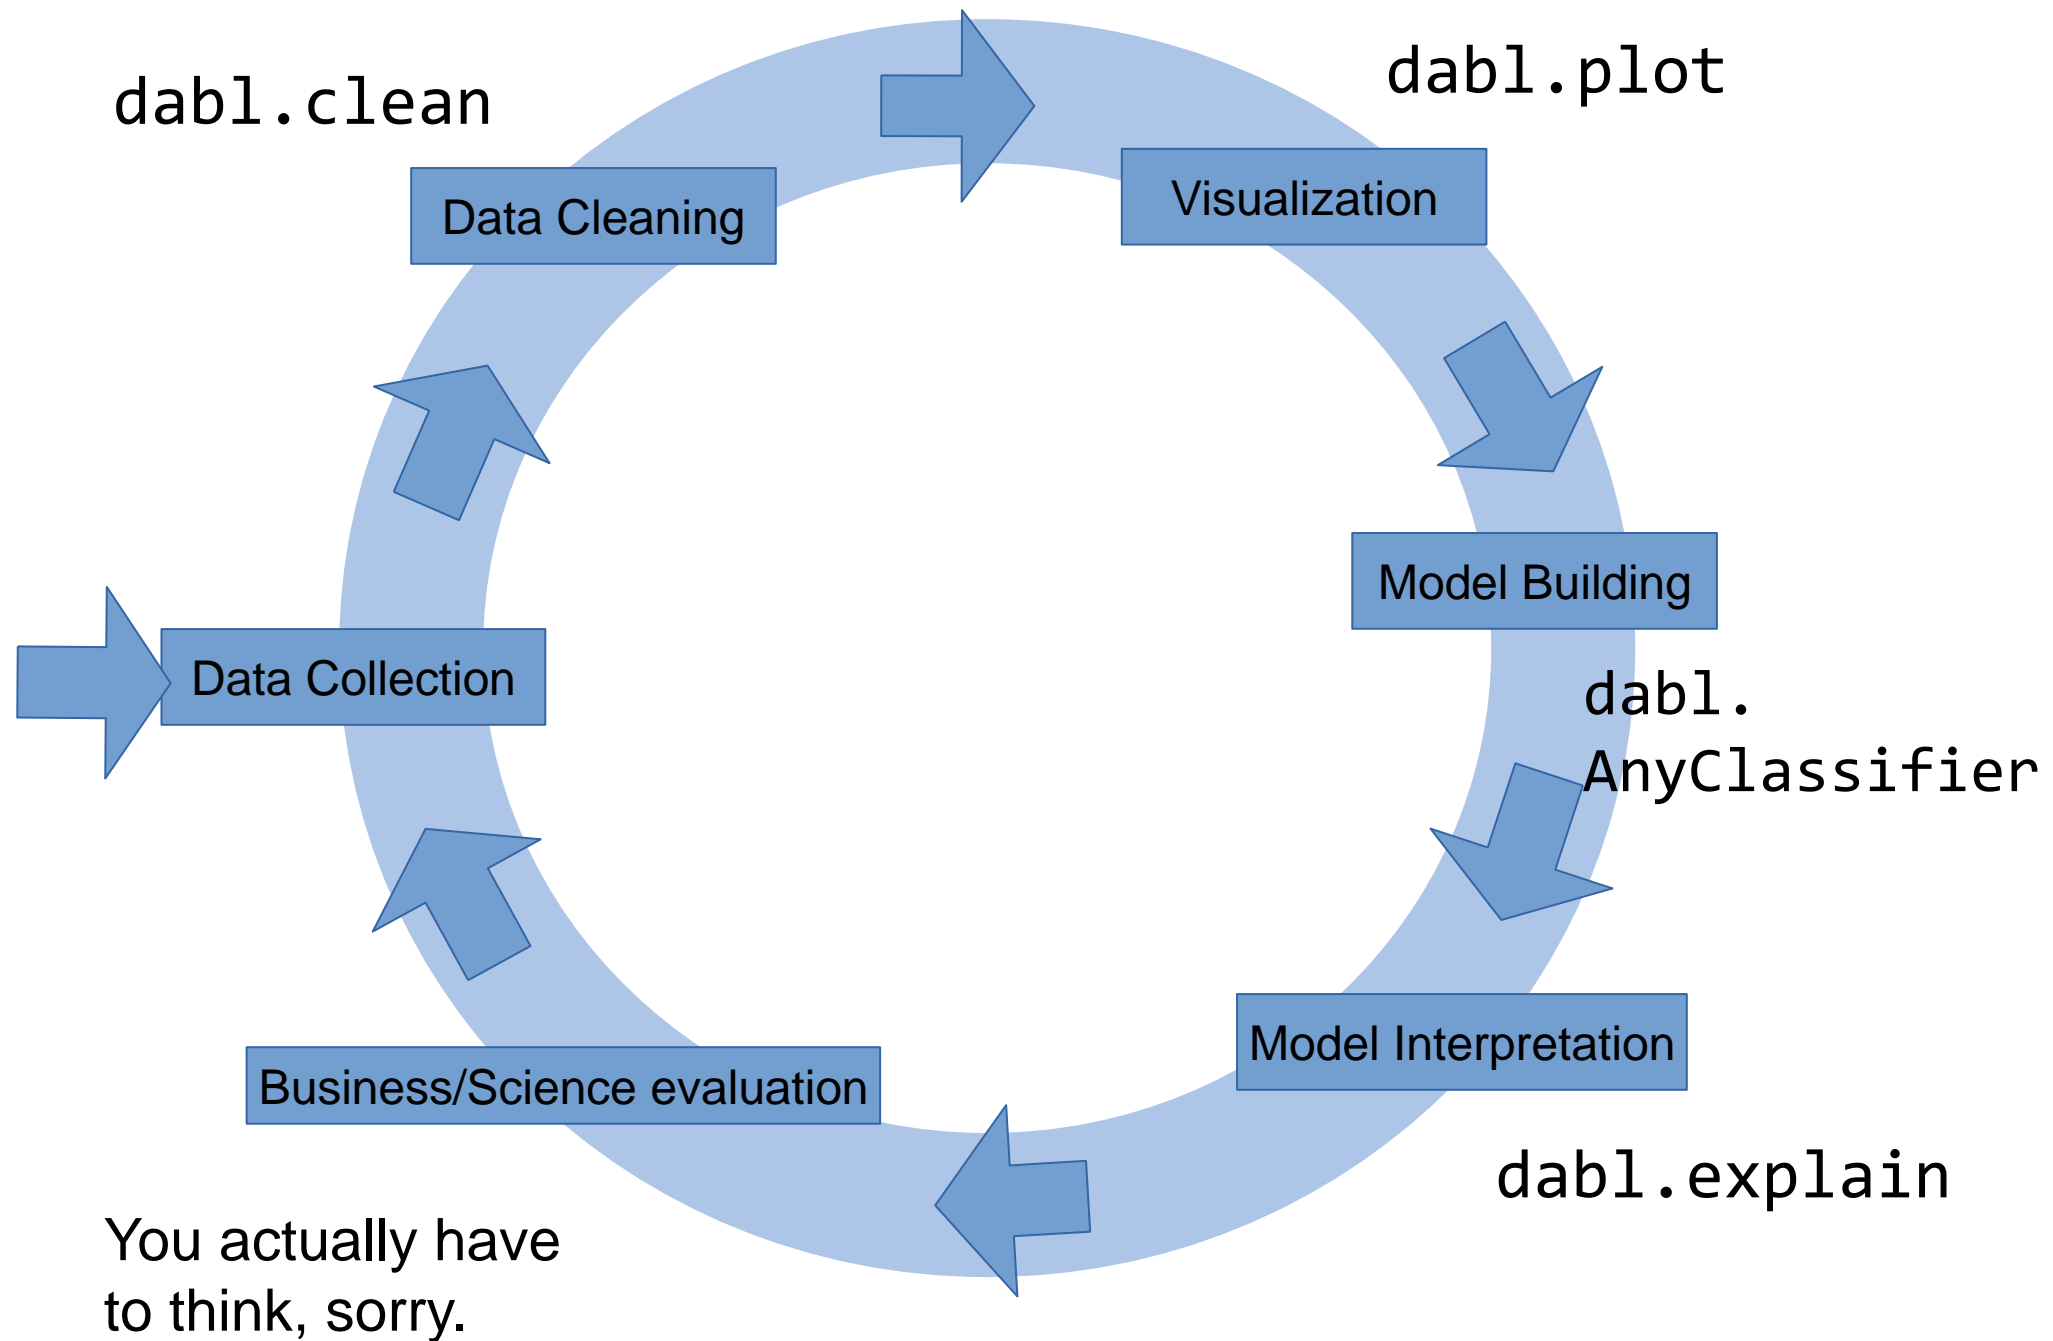 dabl.clean
dabl.plot
Data Cleaning
Visualization
Model Building
Data Collection
dabl.
AnyClassifier
Model Interpretation
Business/Science evaluation
dabl.explain
You actually have
to think, sorry.